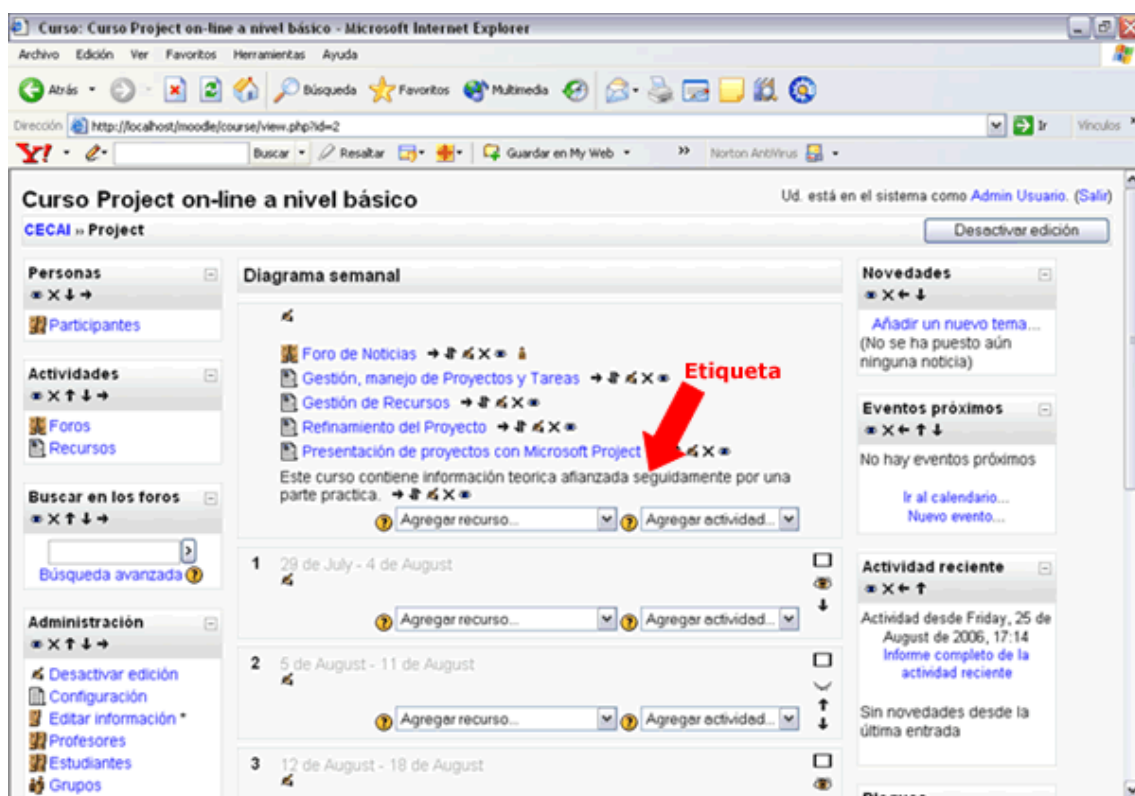 Curso: Curso Project on-line a nivel básico - Microsoft Internet Explorer
Archivo Edición Ver Favoritos Herramientas Ayuda
Atrás Búsqueda Favoritos Multimedia
Dirección http://localhost/moodle/course/view.php?id=2 Ir Vínculos
Y! Buscar Resaltar Guardar en My Web Norton AntiVirus
Curso Project on-line a nivel básico
Ud. está en el sistema como Admin Usuario. (Salir)
CECAI » Project
Desactivar edición
Personas
Participantes
Actividades
Foros
Recursos
Buscar en los foros
Búsqueda avanzada
Administración
Desactivar edición
Configuración
Editar información *
Profesores
Estudiantes
Grupos
Diagrama semanal
Foro de Noticias
Gestión, manejo de Proyectos y Tareas
Etiqueta
Gestión de Recursos
Refinamiento del Proyecto
Presentación de proyectos con Microsoft Project
Este curso contiene información teorica afianzada seguidamente por una
parte practica.
Agregar recurso... Agregar actividad...
1 29 de July - 4 de August
Agregar recurso... Agregar actividad...
2 5 de August - 11 de August
Agregar recurso... Agregar actividad...
3 12 de August - 18 de August
Novedades
Añadir un nuevo tema...
(No se ha puesto aún
ninguna noticia)
Eventos próximos
No hay eventos próximos
Ir al calendario...
Nuevo evento...
Actividad reciente
Actividad desde Friday, 25 de
August de 2006, 17:14
Informe completo de la
actividad reciente
Sin novedades desde la
última entrada